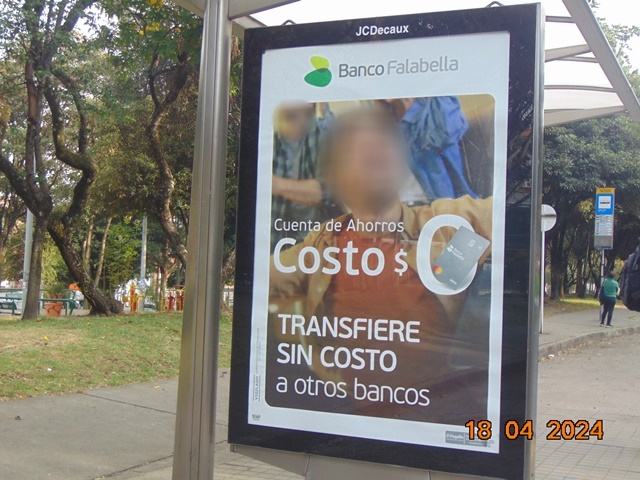 JCDecaux
Banco Falabella
Cuenta de Ahorros
Costo $0
TRANSFIERE
SIN COSTO
a otros bancos
18 04 2024